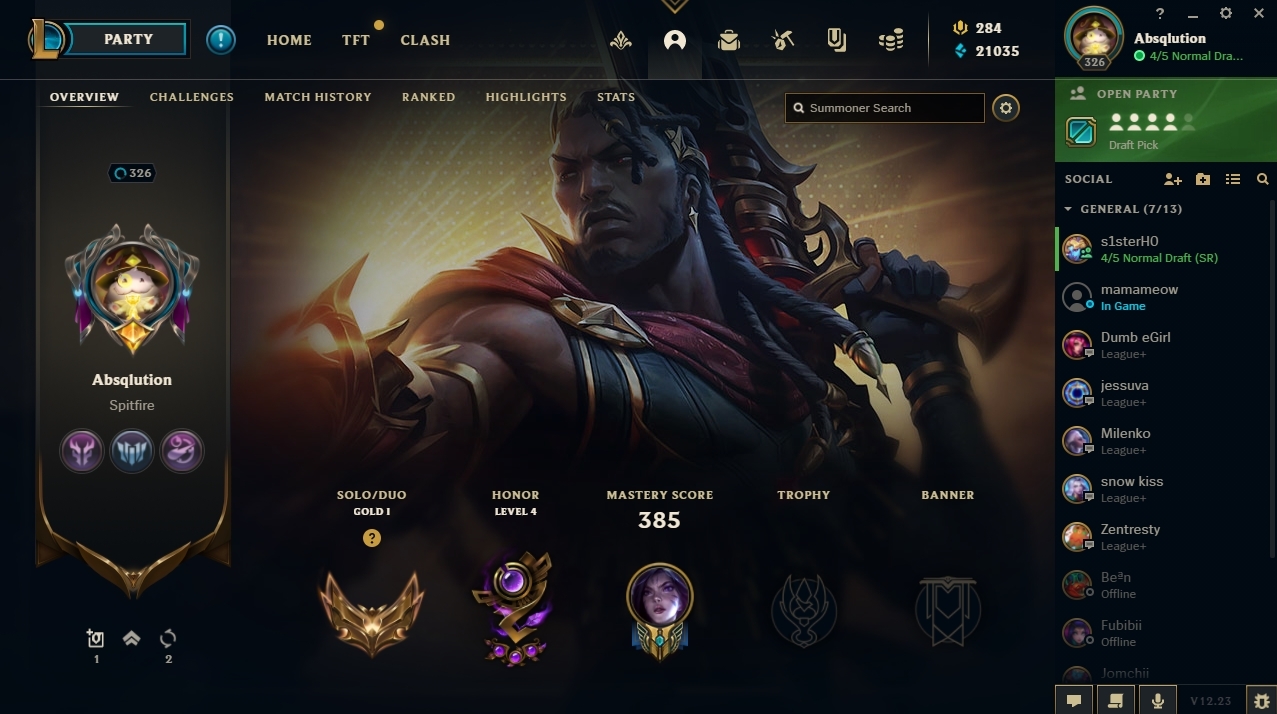 PARTY
HOME
TFT
CLASH
284
21035
326
Absqlution
4/5 Normal Dra...
OVERVIEW
CHALLENGES
MATCH HISTORY
RANKED
HIGHLIGHTS
STATS
Summoner Search
326
Absqlution
Spitfire
1
2
SOLO/DUO
GOLD I
?
HONOR
LEVEL 4
MASTERY SCORE
385
TROPHY
BANNER
OPEN PARTY
Draft Pick
SOCIAL
GENERAL (7/13)
s1sterH0
4/5 Normal Draft (SR)
mamameow
In Game
Dumb eGirl
League+
jessuva
League+
Milenko
League+
snow kiss
League+
Zentresty
League+
Beªn
Offline
Fubibii
Offline
Jomchii
V12.23